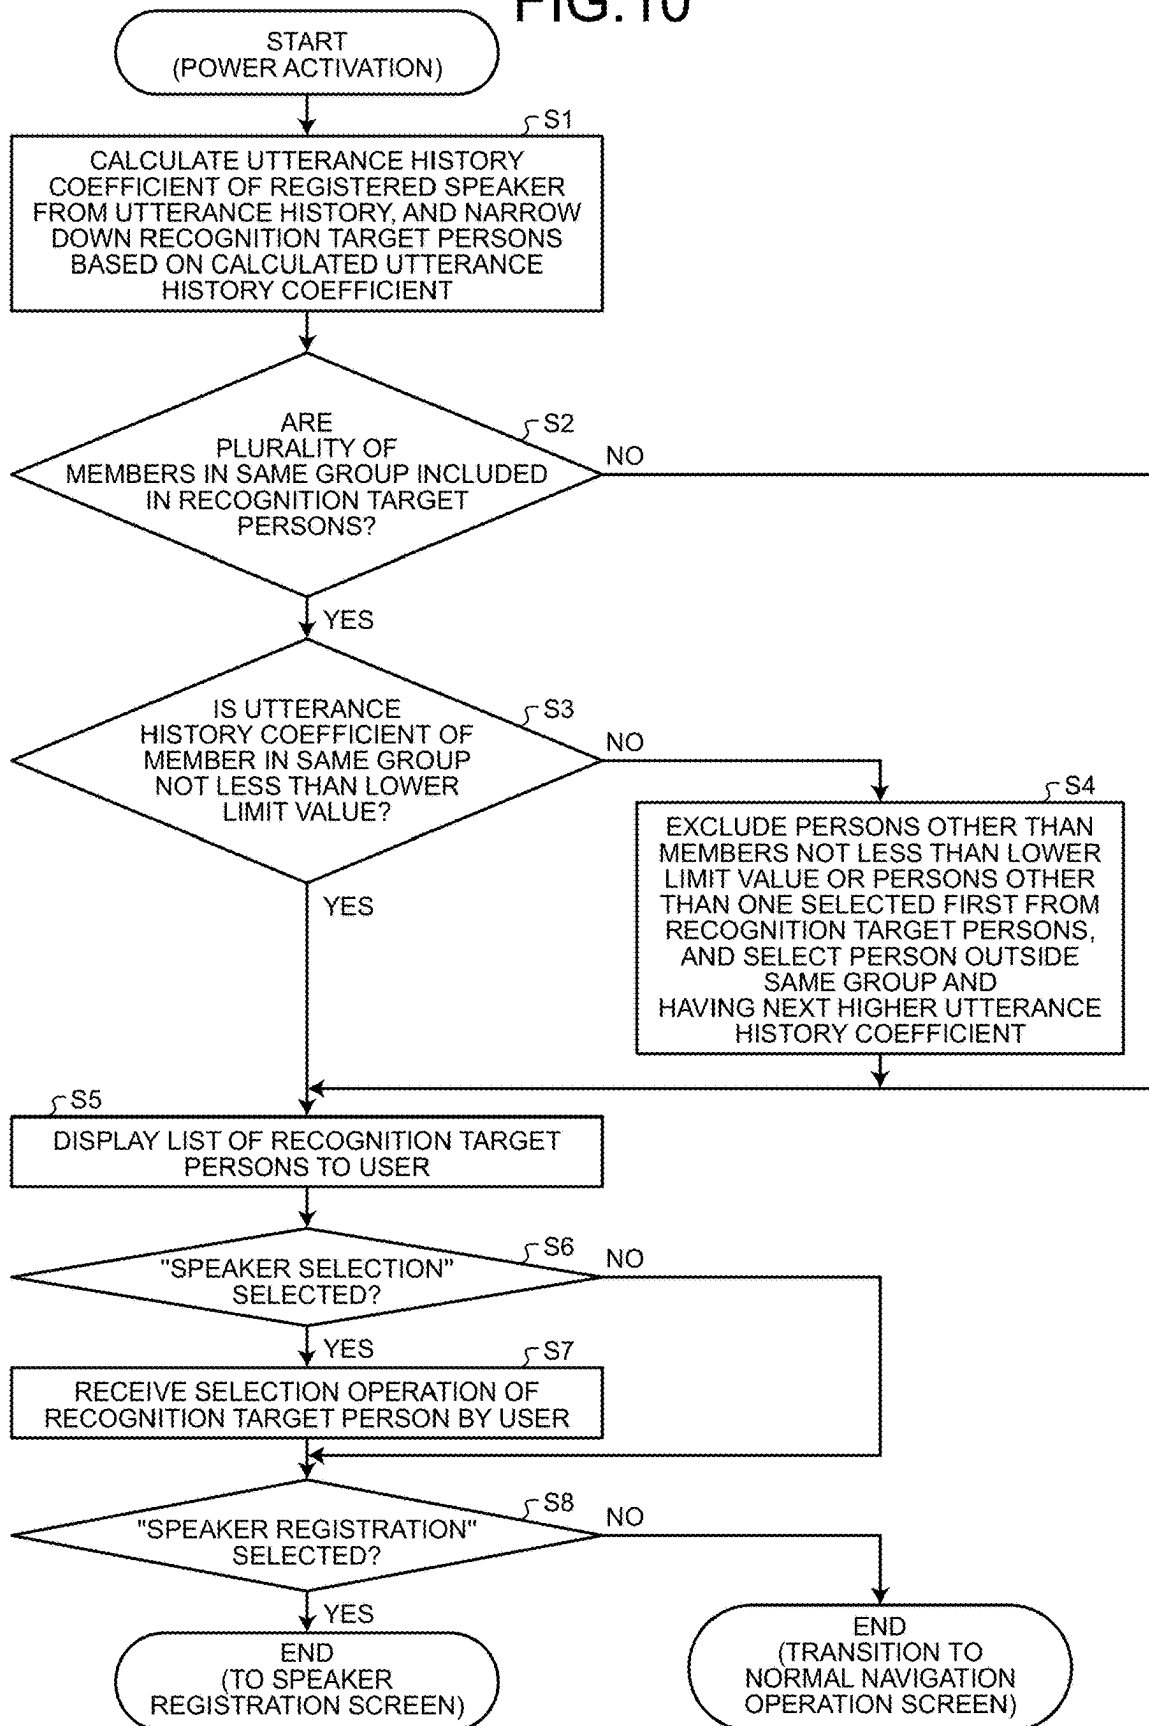 FIG.10
START
(POWER ACTIVATION)
S1
CALCULATE UTTERANCE HISTORY
COEFFICIENT OF REGISTERED SPEAKER
FROM UTTERANCE HISTORY, AND NARROW
DOWN RECOGNITION TARGET PERSONS
BASED ON CALCULATED UTTERANCE
HISTORY COEFFICIENT
S2
ARE
PLURALITY OF
MEMBERS IN SAME GROUP INCLUDED
IN RECOGNITION TARGET
PERSONS?
NO
YES
S3
IS UTTERANCE
HISTORY COEFFICIENT OF
MEMBER IN SAME GROUP
NOT LESS THAN LOWER
LIMIT VALUE?
NO
YES
S4
EXCLUDE PERSONS OTHER THAN
MEMBERS NOT LESS THAN LOWER
LIMIT VALUE OR PERSONS OTHER
THAN ONE SELECTED FIRST FROM
RECOGNITION TARGET PERSONS,
AND SELECT PERSON OUTSIDE
SAME GROUP AND
HAVING NEXT HIGHER UTTERANCE
HISTORY COEFFICIENT
S5
DISPLAY LIST OF RECOGNITION TARGET
PERSONS TO USER
S6
"SPEAKER SELECTION"
SELECTED?
NO
YES
S7
RECEIVE SELECTION OPERATION OF
RECOGNITION TARGET PERSON BY USER
S8
"SPEAKER REGISTRATION"
SELECTED?
NO
YES
END
(TO SPEAKER
REGISTRATION SCREEN)
END
(TRANSITION TO
NORMAL NAVIGATION
OPERATION SCREEN)